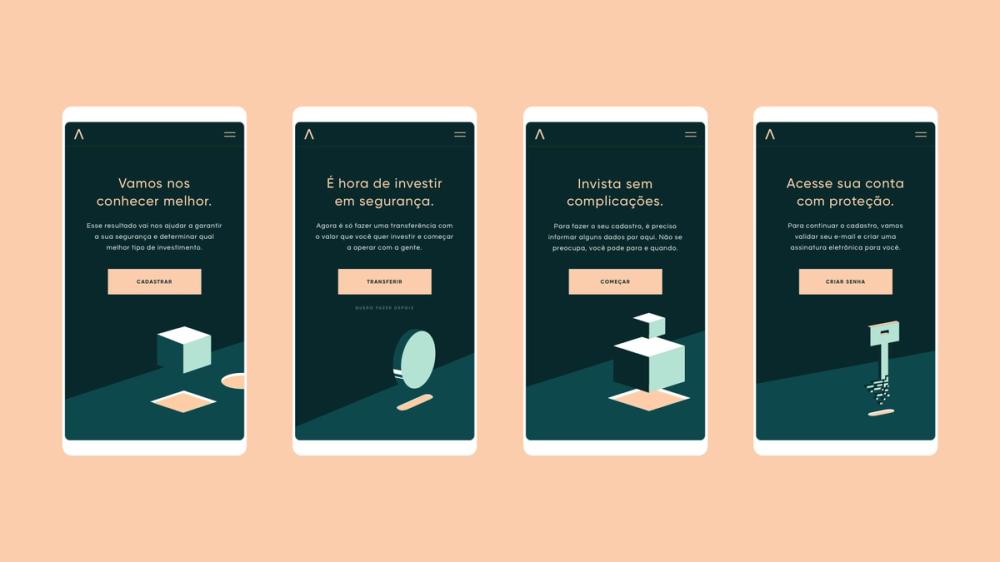 Vamos nos
conhecer melhor.
Esse resultado vai nos ajudar a garantir
a sua segurança e determinar qual
melhor tipo de investimento.
CADASTRAR
É hora de investir
em segurança.
Agora é só fazer uma transferência com
o valor que você quer investir e começar
a operar com a gente.
TRANSFERIR
QUERO FAZER DEPOIS
Invista sem
complicações.
Para fazer o seu cadastro, é preciso
informar alguns dados por aqui. Não se
preocupa, você pode para e quando.
COMEÇAR
Acesse sua conta
com proteção.
Para continuar o cadastro, vamos
validar seu e-mail e criar uma
assinatura eletrônica para você.
CRIAR SENHA